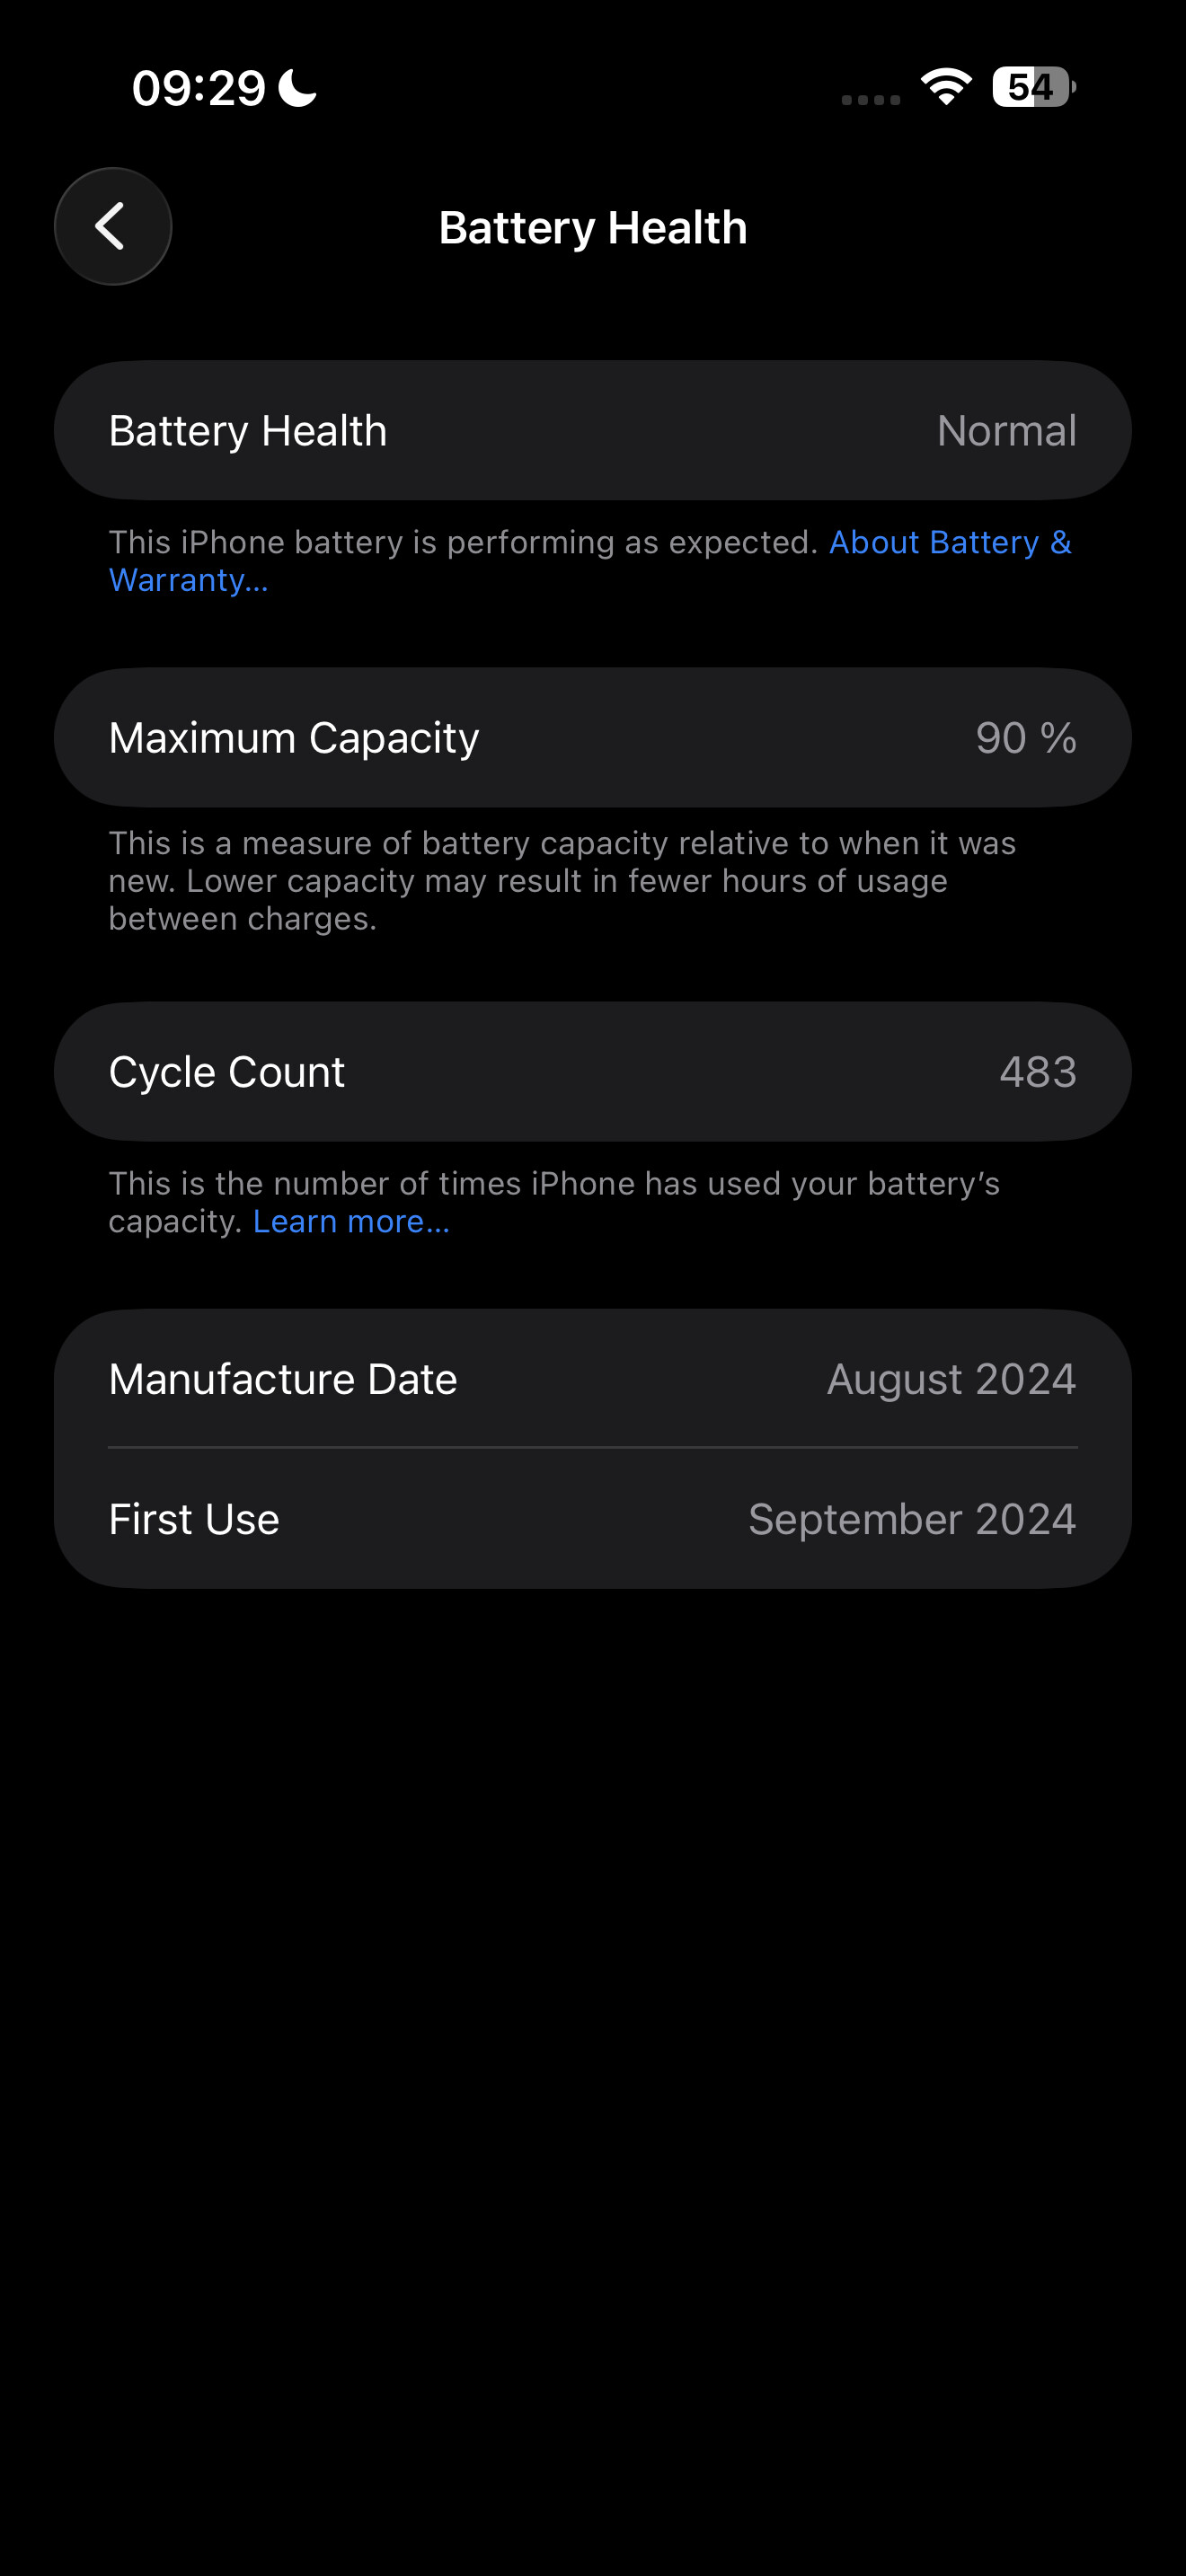 09:29
54
Battery Health
Battery Health Normal
This iPhone battery is performing as expected. About Battery &
Warranty...
Maximum Capacity 90 %
This is a measure of battery capacity relative to when it was
new. Lower capacity may result in fewer hours of usage
between charges.
Cycle Count 483
This is the number of times iPhone has used your battery’s
capacity. Learn more...
Manufacture Date August 2024
First Use September 2024